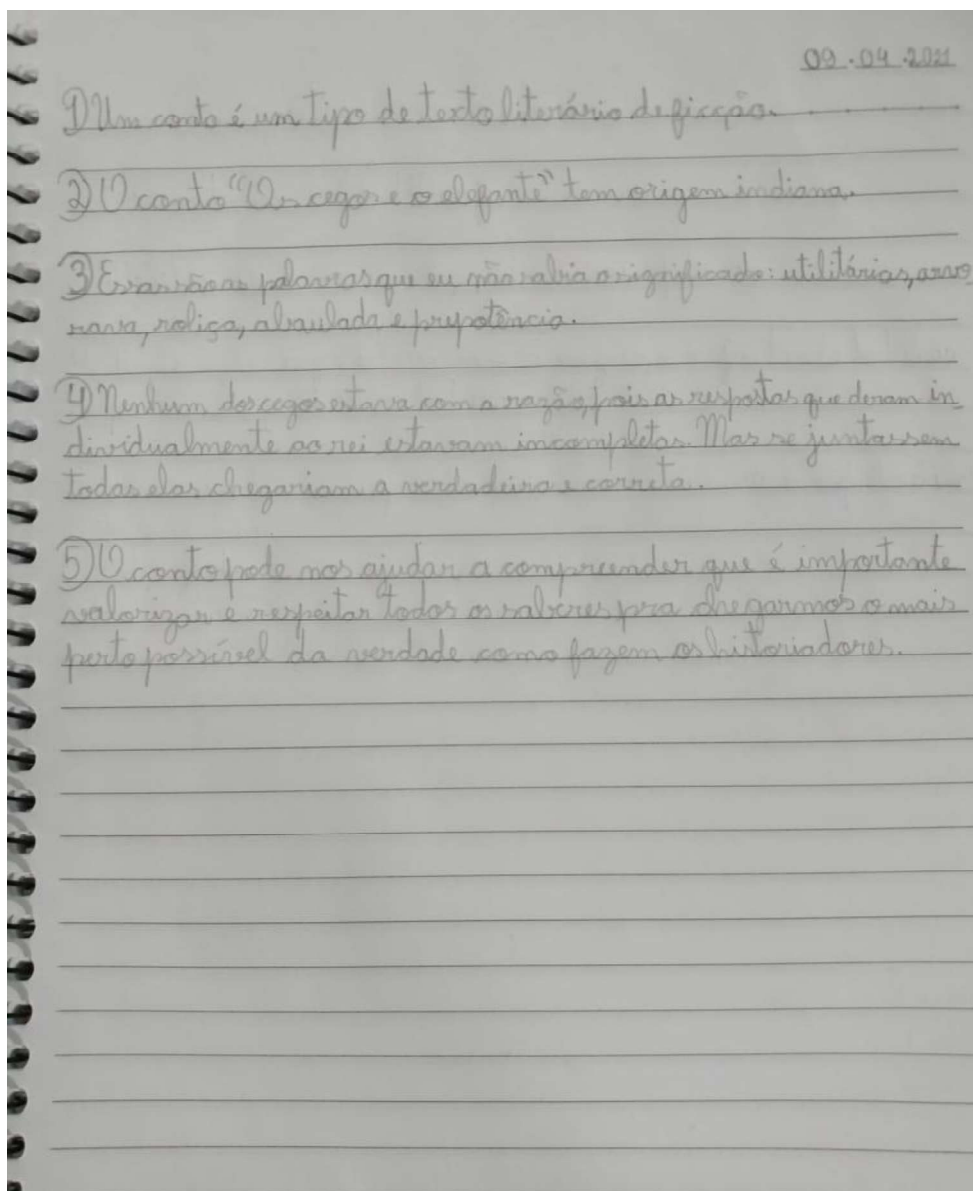 09.04.2021
1) Um conto é um tipo de texto literário de ficção.
2) O conto "Os cegos e o elefante" tem origem indiana.
3) Essas são as palavras que eu não sabia o significado: utilitárias,
roliça, abaulada e prepotência.
4) Nenhum dos cegos estava com a razão, pois as respostas que deram in_
dividualmente ao rei estavam incompletas. Mas se juntassem
todas elas chegariam a verdadeira e correta.
5) O conto pode nos ajudar a compreender que é importante
valorizar e respeitar todos os saberes pra chegarmos o mais
perto possível da verdade como fazem os historiadores.